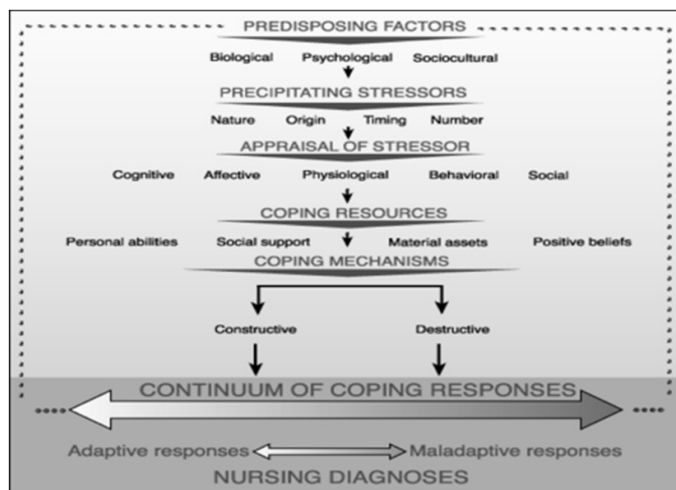 PREDISPOSING FACTORS
Biological Psychological Sociocultural
PRECIPITATING STRESSORS
Nature Origin Timing Number
APPRAISAL OF STRESSOR
Cognitive Affective Physiological Behavioral Social
COPING RESOURCES
Personal abilities Social support Material assets Positive beliefs
COPING MECHANISMS
Constructive Destructive
CONTINUUM OF COPING RESPONSES
Adaptive responses Maladaptive responses
NURSING DIAGNOSES